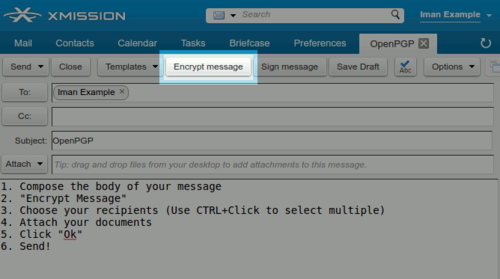 XMISSION
Search
Iman Example
Mail Contacts Calendar Tasks Briefcase Preferences OpenPGP
Send Close Templates Encrypt message Sign message Save Draft Abc Options
To: Iman Example
Cc:
Subject: OpenPGP
Attach Tip: drag and drop files from your desktop to add attachments to this message.
1. Compose the body of your message
2. "Encrypt Message"
3. Choose your recipients (Use CTRL+Click to select multiple)
4. Attach your documents
5. Click "Ok"
6. Send!